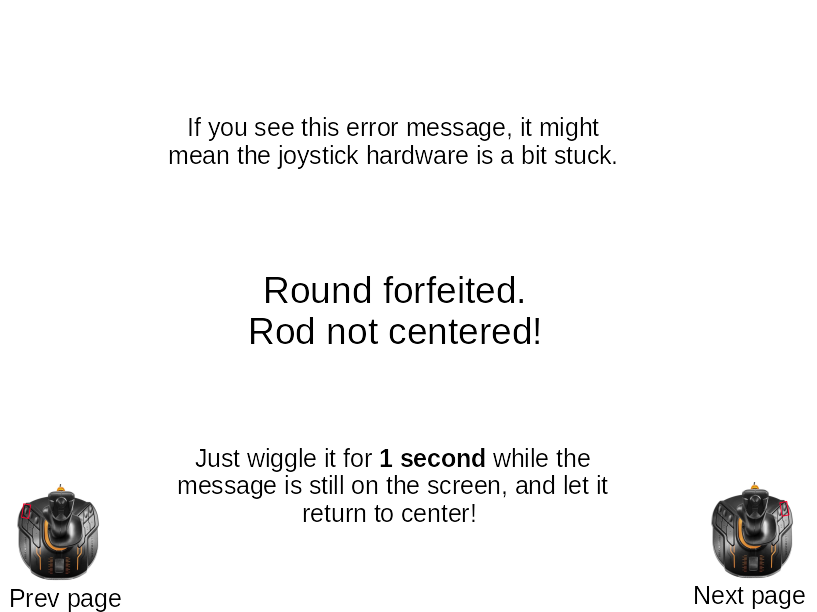 If you see this error message, it might
mean the joystick hardware is a bit stuck.
Round forfeited.
Rod not centered!
Just wiggle it for 1 second while the
message is still on the screen, and let it
return to center!
Prev page
Next page